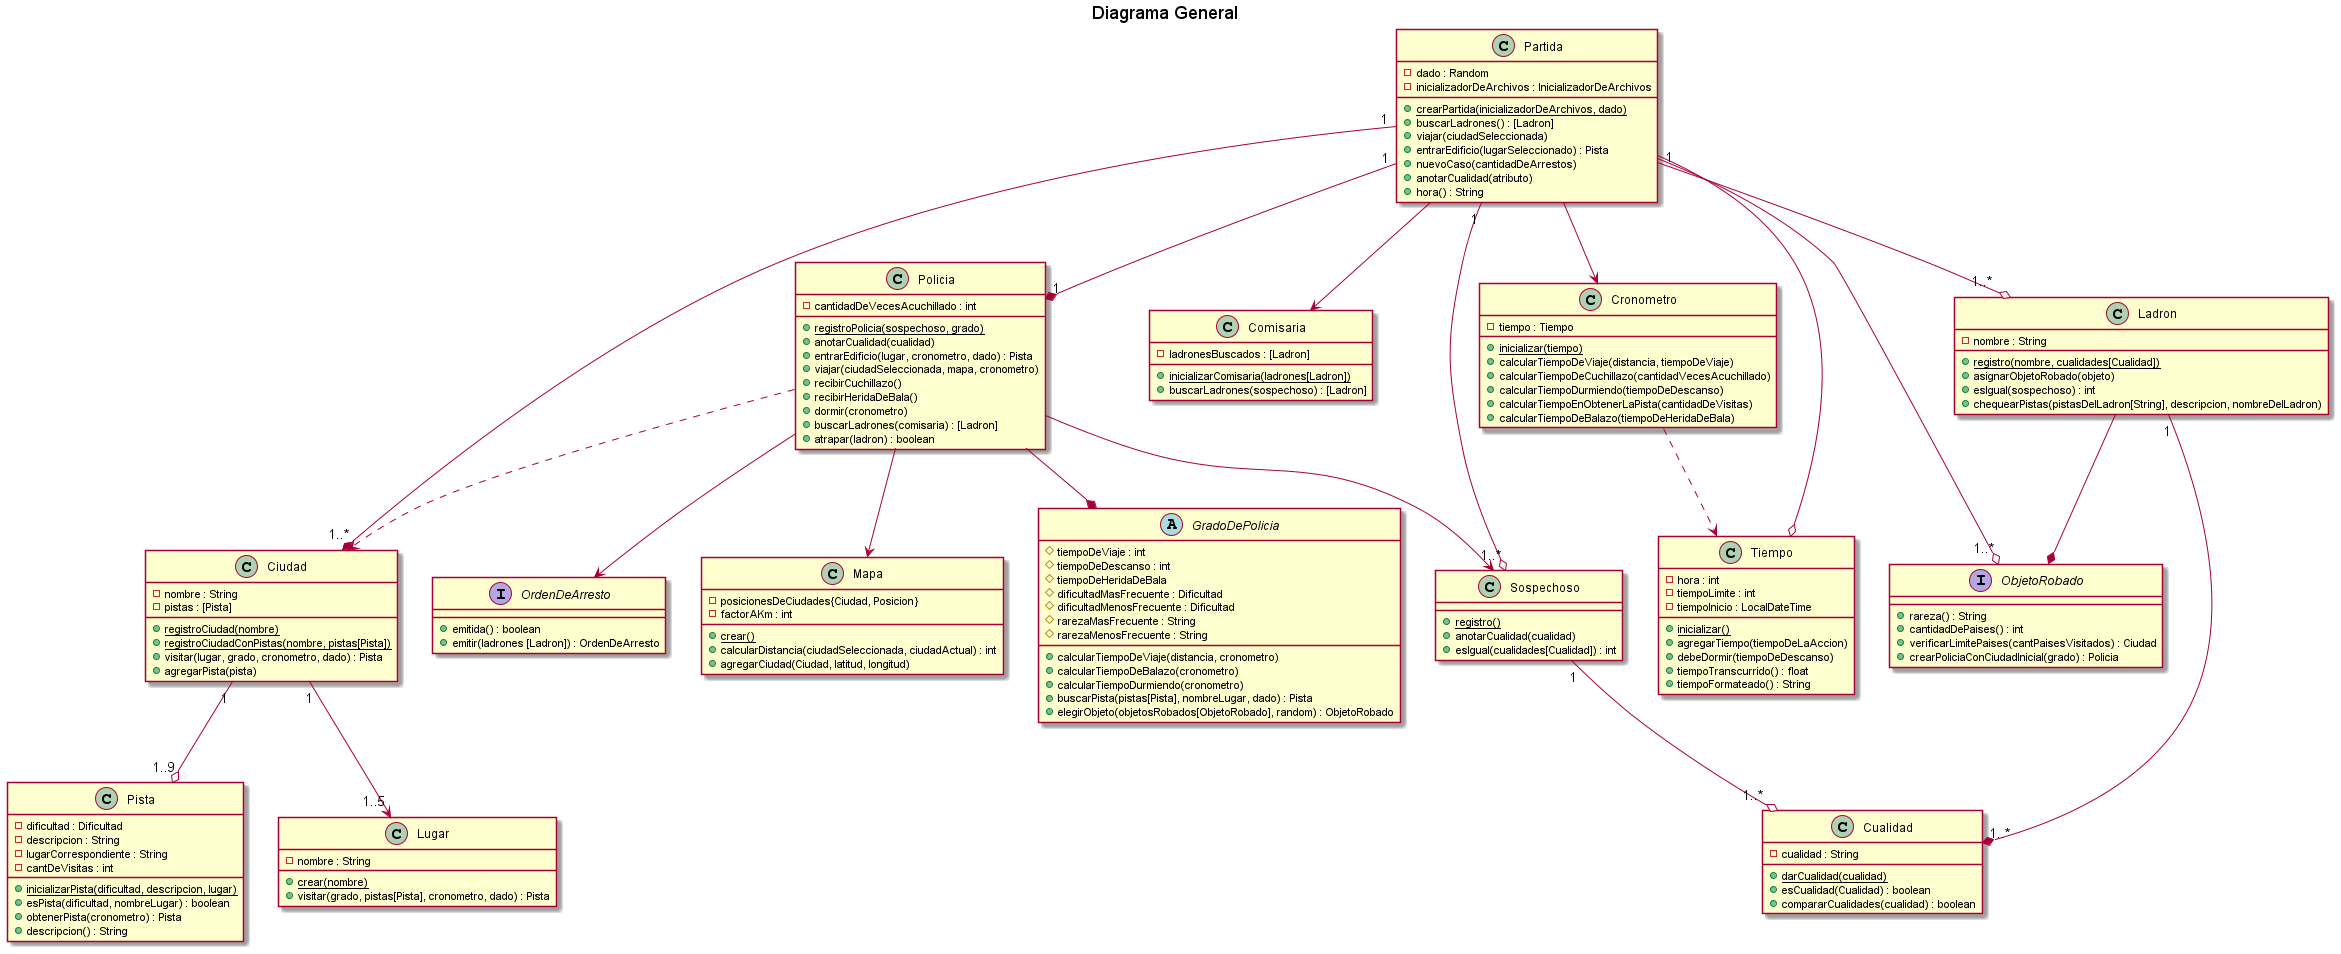 Diagrama General
Partida
dado : Random
inicializadorDeArchivos : InicializadorDeArchivos
crearPartida(inicializadorDeArchivos, dado)
buscarLadrones() : [Ladron]
viajar(ciudadSeleccionada)
entrarEdificio(lugarSeleccionado) : Pista
nuevoCaso(cantidadDeArrestos)
anotarCualidad(atributo)
hora() : String
1
1
1
1
Policia
cantidadDeVecesAcuchillado : int
registroPolicia(sospechoso, grado)
anotarCualidad(cualidad)
entrarEdificio(lugar, cronometro, dado) : Pista
viajar(ciudadSeleccionada, mapa, cronometro)
recibirCuchillazo()
recibirHeridaDeBala()
dormir(cronometro)
buscarLadrones(comisaria) : [Ladron]
atrapar(ladron) : boolean
1
Comisaria
ladronesBuscados : [Ladron]
inicializarComisaria(ladrones[Ladron])
buscarLadrones(sospechoso) : [Ladron]
Cronometro
tiempo : Tiempo
inicializar(tiempo)
calcularTiempoDeViaje(distancia, tiempoDeViaje)
calcularTiempoDeCuchillazo(cantidadVecesAcuchillado)
calcularTiempoDurmiendo(tiempoDeDescanso)
calcularTiempoEnObtenerLaPista(cantidadDeVisitas)
calcularTiempoDeBalazo(tiempoDeHeridaDeBala)
1..*
Ladron
nombre : String
registro(nombre, cualidades[Cualidad])
asignarObjetoRobado(objeto)
esIgual(sospechoso) : int
chequearPistas(pistasDelLadron[String], descripcion, nombreDelLadron)
1
1..*
Ciudad
nombre : String
pistas : [Pista]
registroCiudad(nombre)
registroCiudadConPistas(nombre, pistas[Pista])
visitar(lugar, grado, cronometro, dado) : Pista
agregarPista(pista)
1
1
OrdenDeArresto
emitida() : boolean
emitir(ladrones [Ladron]) : OrdenDeArresto
Mapa
posicionesDeCiudades{Ciudad, Posicion}
factorAKm : int
crear()
calcularDistancia(ciudadSeleccionada, ciudadActual) : int
agregarCiudad(Ciudad, latitud, longitud)
GradoDePolicia
tiempoDeViaje : int
tiempoDeDescanso : int
tiempoDeHeridaDeBala
dificultadMasFrecuente : Dificultad
dificultadMenosFrecuente : Dificultad
rarezaMasFrecuente : String
rarezaMenosFrecuente : String
calcularTiempoDeViaje(distancia, cronometro)
calcularTiempoDeBalazo(cronometro)
calcularTiempoDurmiendo(cronometro)
buscarPista(pistas[Pista], nombreLugar, dado) : Pista
elegirObjeto(objetosRobados[ObjetoRobado], random) : ObjetoRobado
1..*
Sospechoso
registro()
anotarCualidad(cualidad)
esIgual(cualidades[Cualidad]) : int
1
Tiempo
hora : int
tiempoLimite : int
tiempoInicio : LocalDateTime
inicializar()
agregarTiempo(tiempoDeLaAccion)
debeDormir(tiempoDeDescanso)
tiempoTranscurrido() : float
tiempoFormateado() : String
1..*
ObjetoRobado
rareza() : String
cantidadDePaises() : int
verificarLimitePaises(cantPaisesVisitados) : Ciudad
crearPoliciaConCiudadInicial(grado) : Policia
1..9
Pista
dificultad : Dificultad
descripcion : String
lugarCorrespondiente : String
cantDeVisitas : int
inicializarPista(dificultad, descripcion, lugar)
esPista(dificultad, nombreLugar) : boolean
obtenerPista(cronometro) : Pista
descripcion() : String
1..5
Lugar
nombre : String
crear(nombre)
visitar(grado, pistas[Pista], cronometro, dado) : Pista
1..*
1..*
Cualidad
cualidad : String
darCualidad(cualidad)
esCualidad(Cualidad) : boolean
compararCualidades(cualidad) : boolean